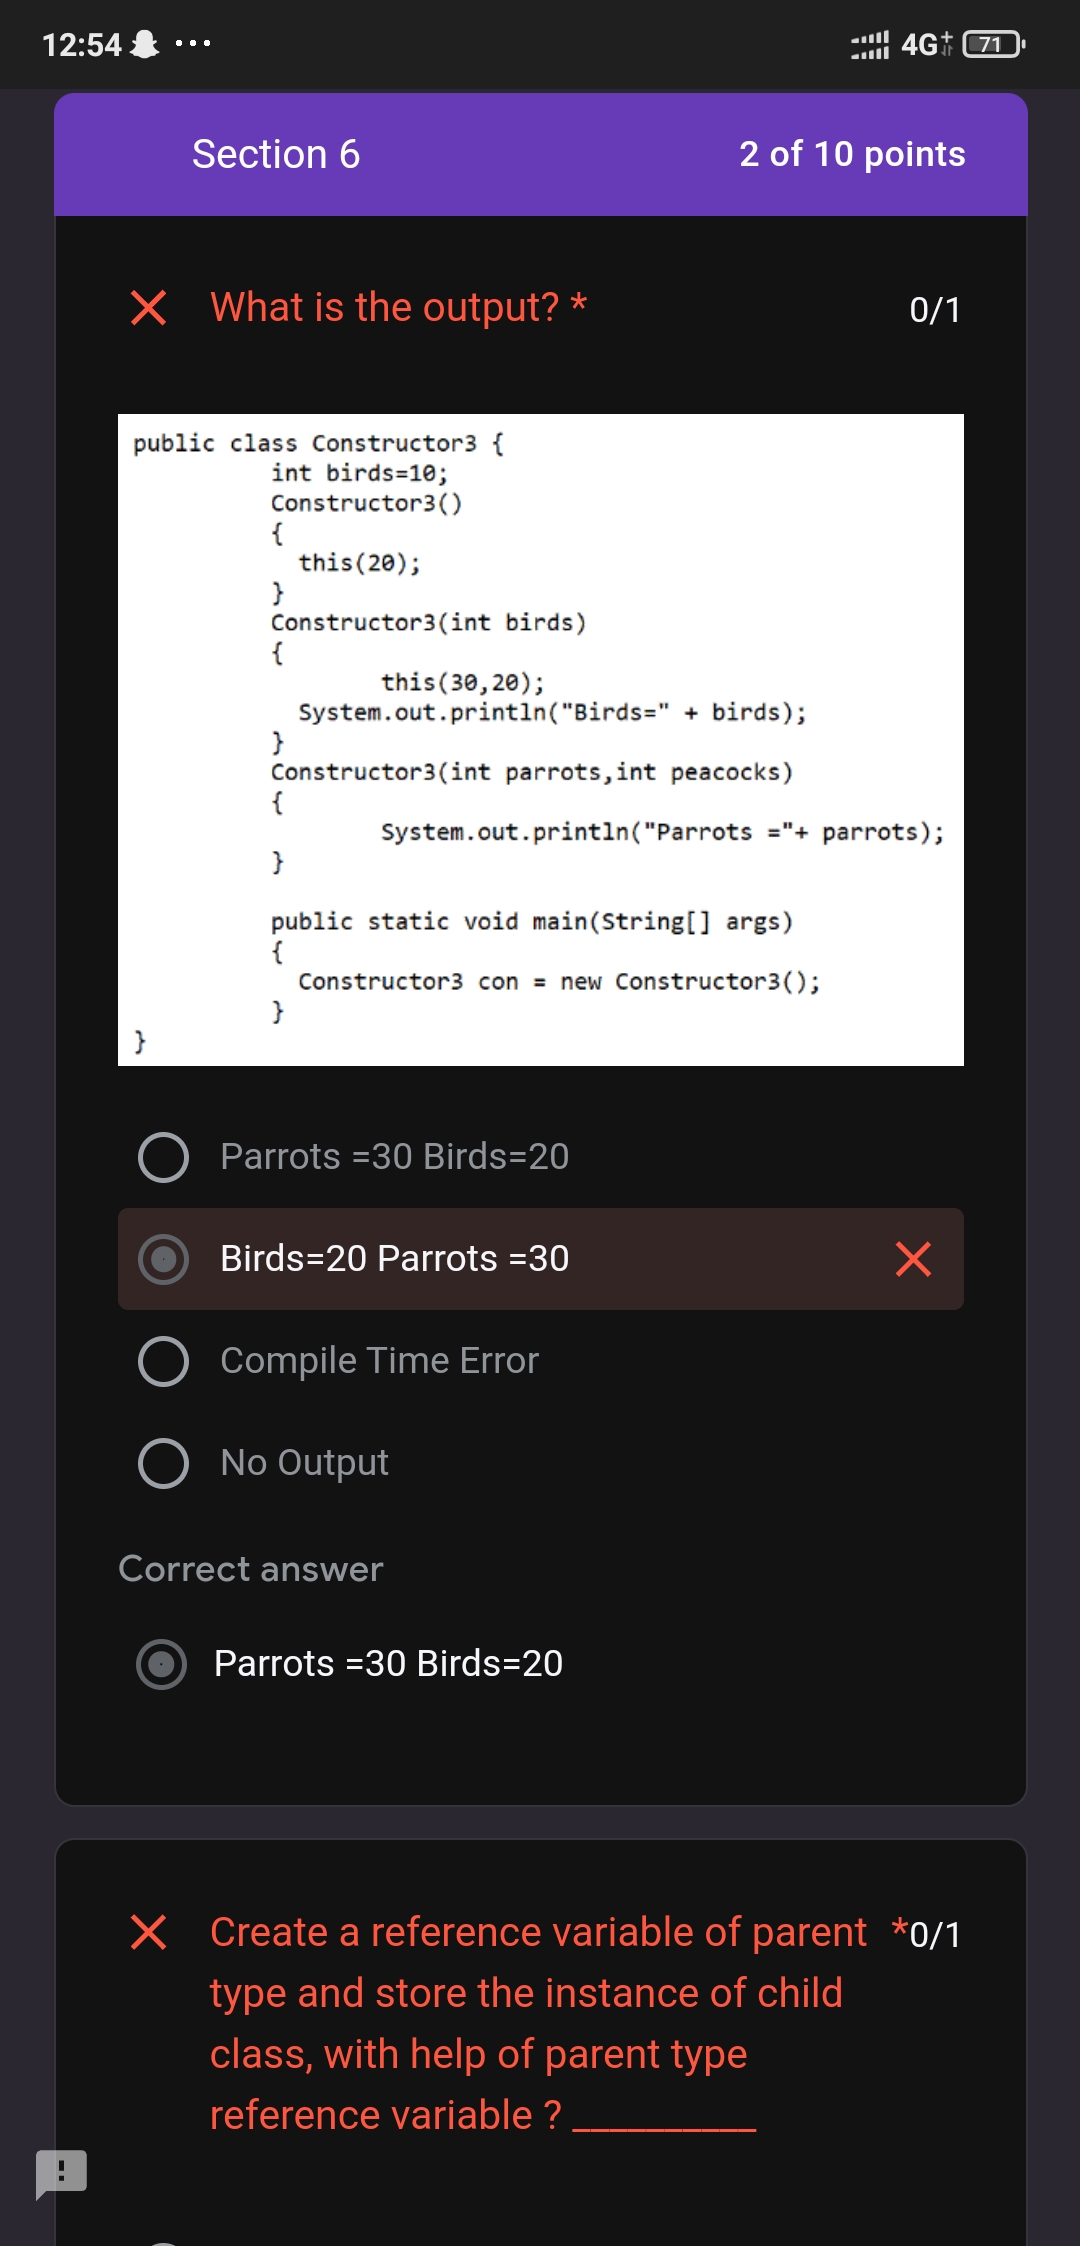 12:54
4G+
71
Section 6
2 of 10 points
What is the output? *
0/1
public class Constructor3 {
int birds=10;
Constructor3()
{
this(20);
}
Constructor3(int birds)
{
this(30,20);
System.out.println("Birds=" + birds);
}
Constructor3(int parrots,int peacocks)
{
System.out.println("Parrots ="+ parrots);
}
public static void main(String[] args)
{
Constructor3 con = new Constructor3();
}
}
Parrots =30 Birds=20
Birds=20 Parrots =30
Compile Time Error
No Output
Correct answer
Parrots =30 Birds=20
Create a reference variable of parent *0/1
type and store the instance of child
class, with help of parent type
reference variable ? __________